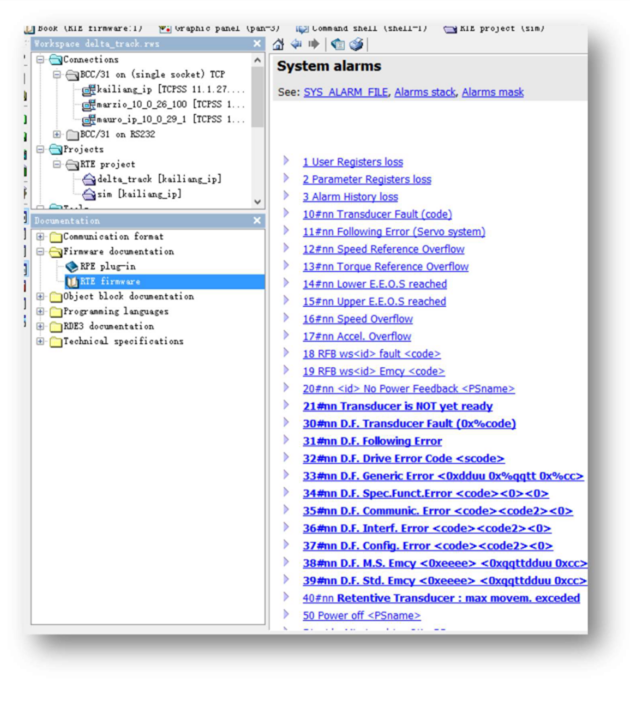 Book (RTE firmware:1)
Graphic panel (pan~3)
Command shell (shell~1)
RTE project (sim)
Workspace delta_track.rws
Connections
BCC/31 on (single socket) TCP
kailiang_ip [TCPSS 11.1.27....
marzio_10_0_26_100 [TCPSS 1...
mauro_ip_10_0_29_1 [TCPSS 1...
BCC/31 on RS232
Projects
RTE project
delta_track [kailiang_ip]
sim [kailiang_ip]
Tools
Documentation
Communication format
Firmware documentation
RPE plug-in
RTE firmware
Object block documentation
Programming languages
RDE3 documentation
Technical specifications
System alarms
See: SYS_ALARM_FILE, Alarms stack, Alarms mask
1 User Registers loss
2 Parameter Registers loss
3 Alarm History loss
10#nn Transducer Fault (code)
11#nn Following Error (Servo system)
12#nn Speed Reference Overflow
13#nn Torque Reference Overflow
14#nn Lower E.E.O.S reached
15#nn Upper E.E.O.S reached
16#nn Speed Overflow
17#nn Accel. Overflow
18 RFB ws<id> fault <code>
19 RFB ws<id> Emcy <code>
20#nn <id> No Power Feedback <PSname>
21#nn Transducer is NOT yet ready
30#nn D.F. Transducer Fault (0x%code)
31#nn D.F. Following Error
32#nn D.F. Drive Error Code <scode>
33#nn D.F. Generic Error <0xdduu 0x%qqtt 0x%cc>
34#nn D.F. Spec.Funct.Error <code><0><0>
35#nn D.F. Communic. Error <code><code2><0>
36#nn D.F. Interf. Error <code><code2><0>
37#nn D.F. Config. Error <code><code2><0>
38#nn D.F. M.S. Emcy <0xeeee> <0xqqttdduu 0xcc>
39#nn D.F. Std. Emcy <0xeeee> <0xqqttdduu 0xcc>
40#nn Retentive Transducer : max movem. exceded
50 Power off <PSname>